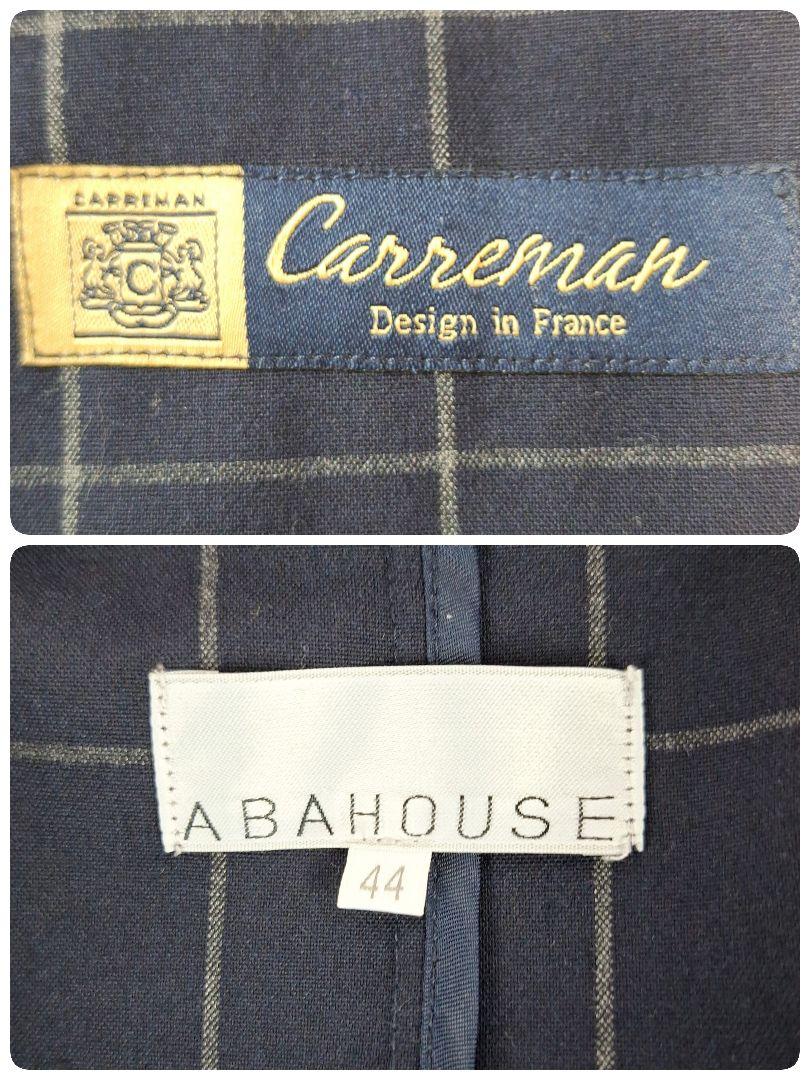 CARREMAN
C
Carreman
Design in France
ABAHOUSE
44